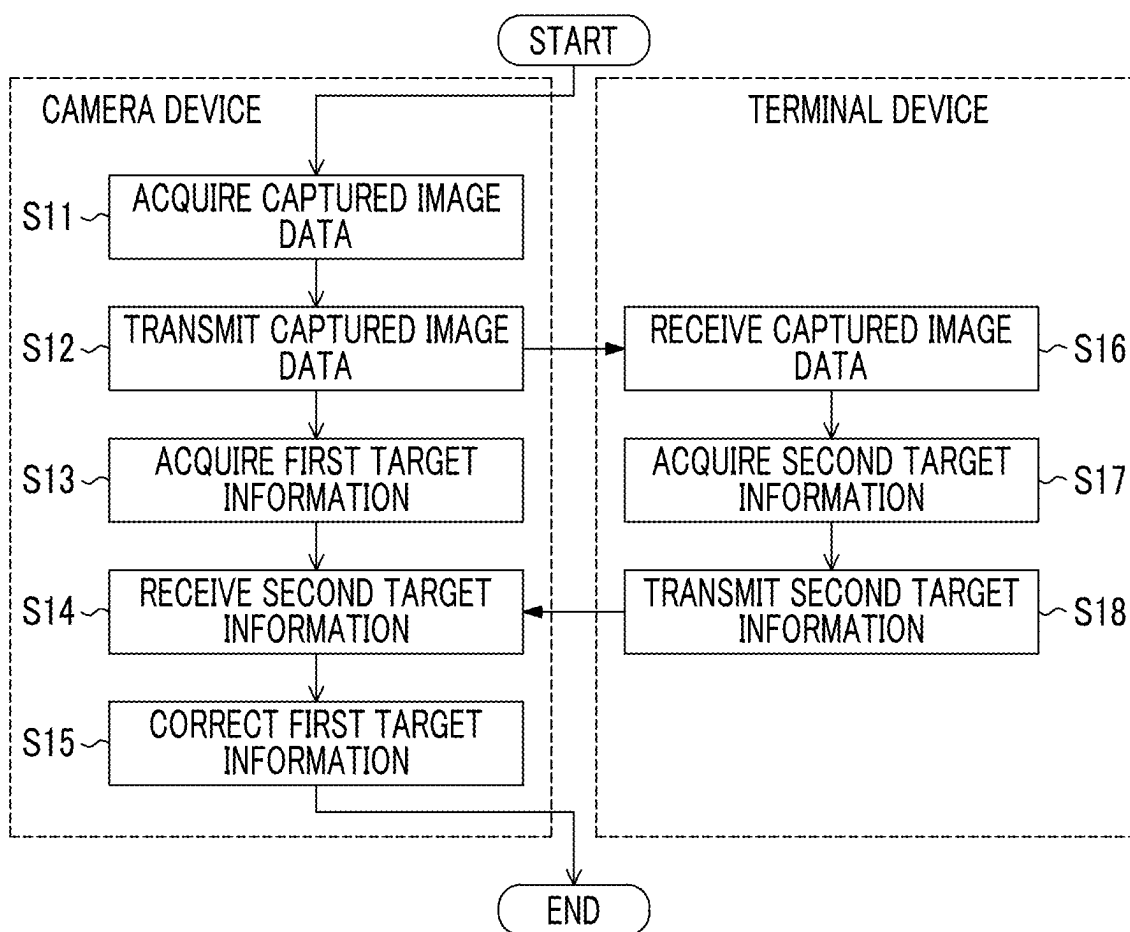 START
CAMERA DEVICE
TERMINAL DEVICE
S11
ACQUIRE CAPTURED IMAGE
DATA
S12
TRANSMIT CAPTURED IMAGE
DATA
RECEIVE CAPTURED IMAGE
DATA
S16
S13
ACQUIRE FIRST TARGET
INFORMATION
ACQUIRE SECOND TARGET
INFORMATION
S17
S14
RECEIVE SECOND TARGET
INFORMATION
TRANSMIT SECOND TARGET
INFORMATION
S18
S15
CORRECT FIRST TARGET
INFORMATION
END